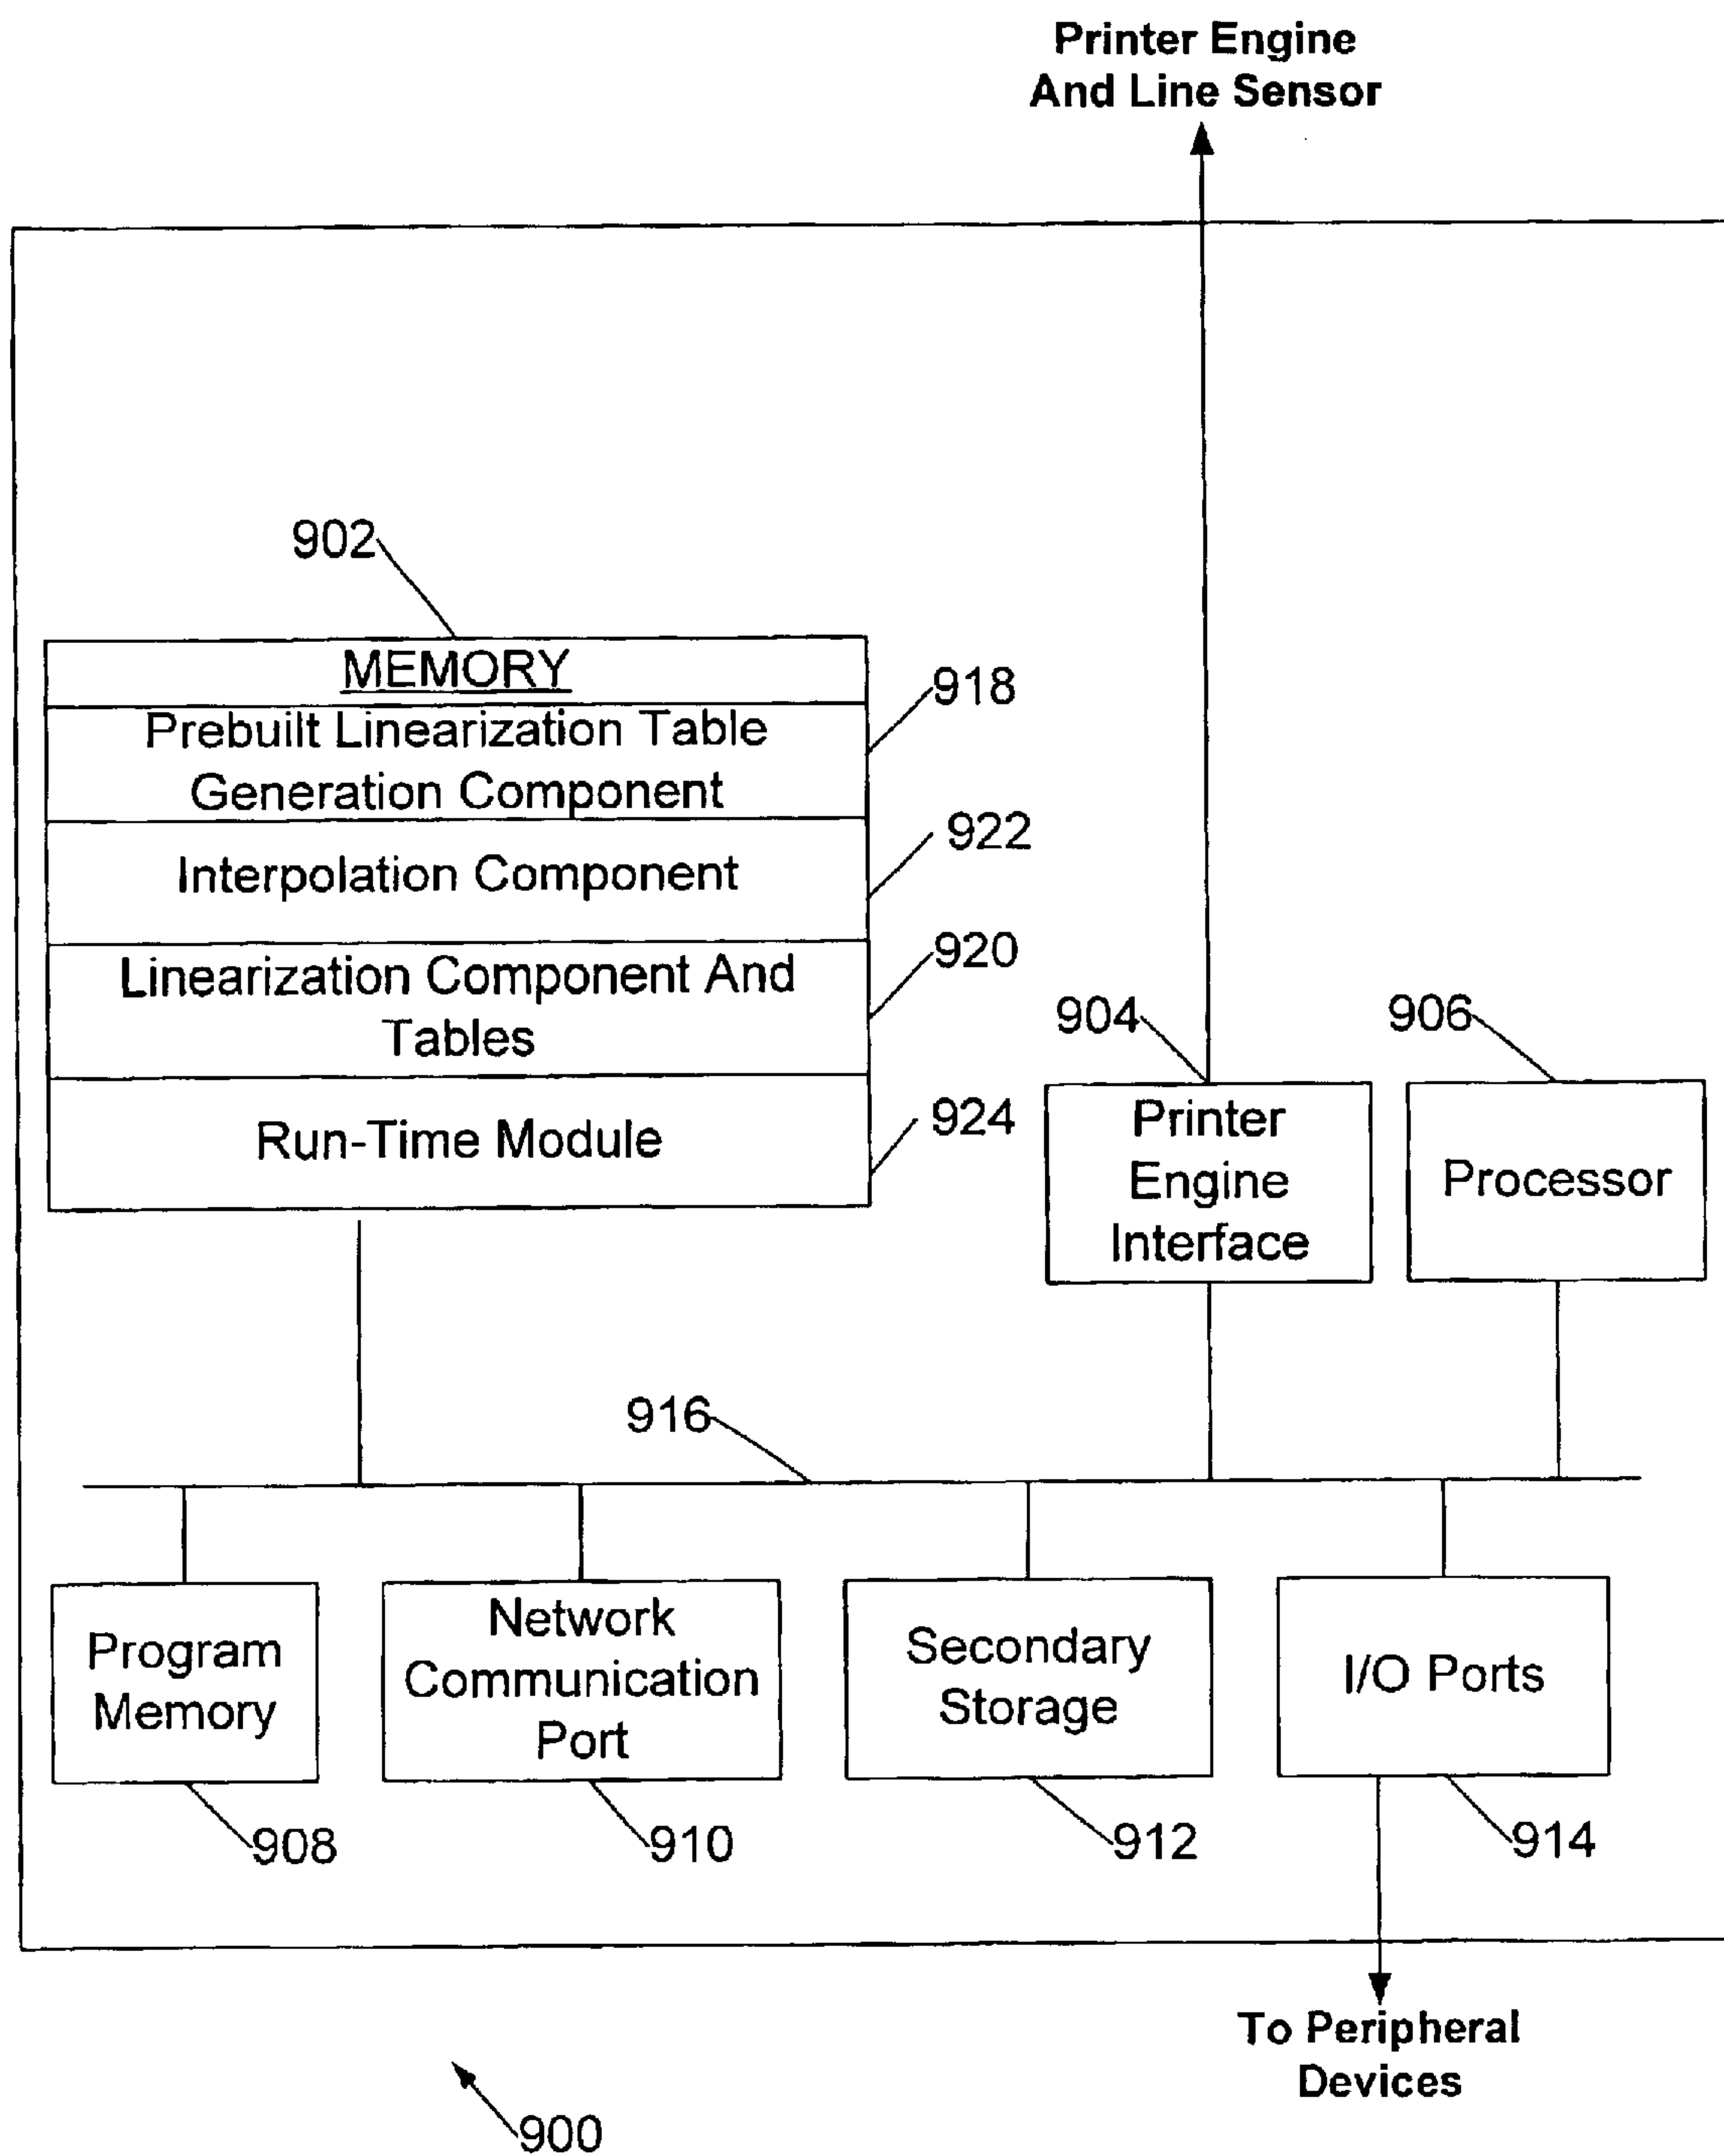 Printer Engine
And Line Sensor
902
MEMORY
918
Prebuilt Linearization Table
Generation Component
922
Interpolation Component
920
Linearization Component And
Tables
924
Run-Time Module
904
906
Printer
Engine
Interface
Processor
916
Program
Memory
Network
Communication
Port
Secondary
Storage
I/O Ports
908
910
912
914
To Peripheral
Devices
900